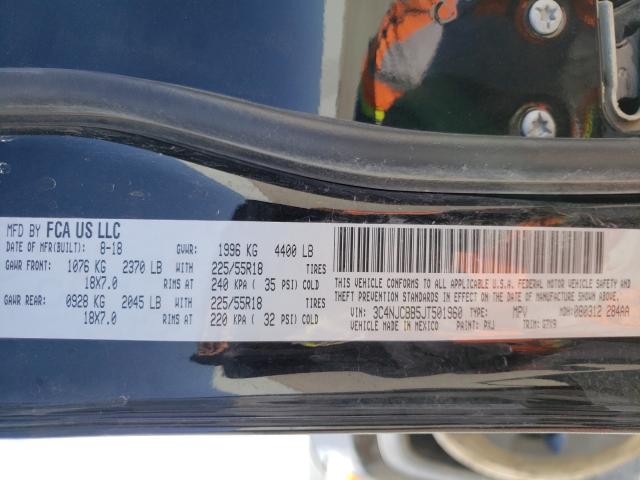 MFD BY FCA US LLC
DATE OF MFR(BUILT): 8-18 GVWR: 1996 KG 4400 LB
GAWR FRONT: 1076 KG 2370 LB WITH 225/55R18 TIRES
18X7.0 RIMS AT 240 KPA ( 35 PSI) COLD
GAWR REAR: 0928 KG 2045 LB WITH 225/55R18 TIRES
18X7.0 RIMS AT 220 KPA ( 32 PSI) COLD
THIS VEHICLE CONFORMS TO ALL APPLICABLE U.S.A. FEDERAL MOTOR VEHICLE SAFETY AND
THEFT PREVENTION STANDARDS IN EFFECT ON THE DATE OF MANUFACTURE SHOWN ABOVE.
VIN: 3C4NJCBB5JT501960 TYPE: MPV MDH: 080312 284AA
VEHICLE MADE IN MEXICO PAINT: PXJ TRIM: G7X9